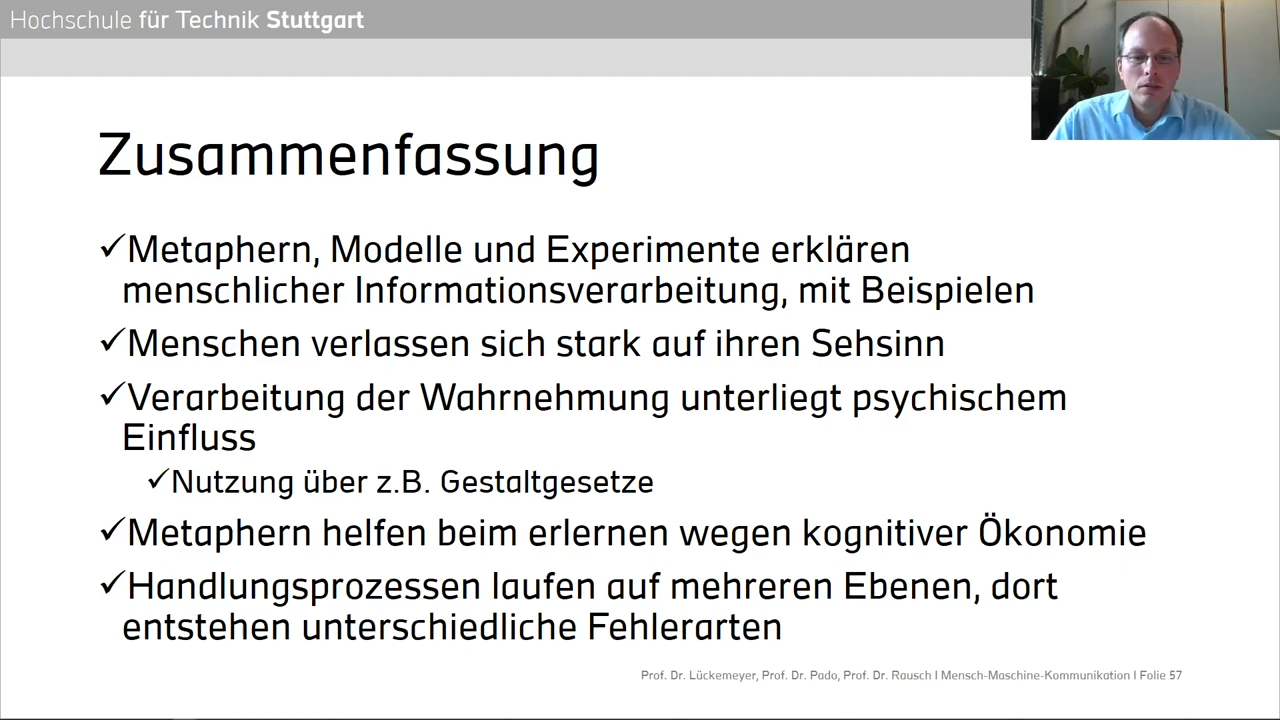 Hochschule für Technik Stuttgart
Zusammenfassung
✓Metaphern, Modelle und Experimente erklären
menschlicher Informationsverarbeitung, mit Beispielen
✓Menschen verlassen sich stark auf ihren Sehsinn
✓Verarbeitung der Wahrnehmung unterliegt psychischem
Einfluss
✓Nutzung über z.B. Gestaltgesetze
✓Metaphern helfen beim erlernen wegen kognitiver Ökonomie
✓Handlungsprozessen laufen auf mehreren Ebenen, dort
entstehen unterschiedliche Fehlerarten
Prof. Dr. Lückemeyer, Prof. Dr. Pado, Prof. Dr. Rausch I Mensch-Maschine-Kommunikation I Folie 57